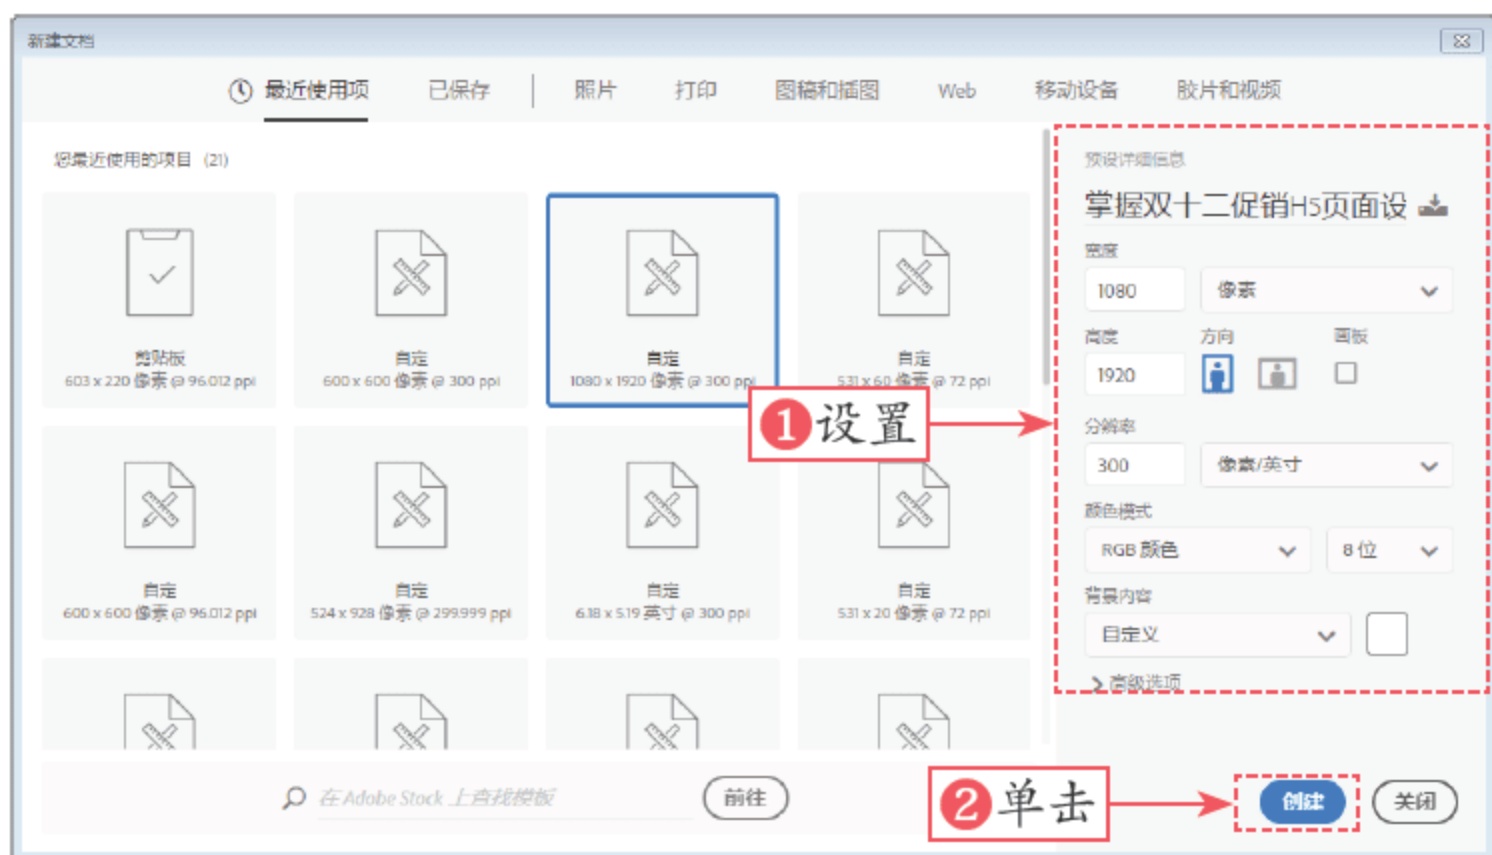 新建文档
最近使用项 已保存 照片 打印 图稿和插图 Web 移动设备 胶片和视频
您最近使用的项目 (21)
剪贴板
603 x 220 像素 @ 96.012 ppi
自定
600 x 600 像素 @ 300 ppi
自定
1080 x 1920 像素 @ 300 ppi
自定
531 x 60 像素 @ 72 ppi
自定
600 x 600 像素 @ 96.012 ppi
自定
524 x 928 像素 @ 299.999 ppi
自定
6.18 x 5.19 英寸 @ 300 ppi
自定
531 x 20 像素 @ 72 ppi
在 Adobe Stock 上查找模板
前往
预设详细信息
掌握双十二促销H5页面设
宽度
1080 像素
高度 方向 画板
1920
分辨率
300 像素/英寸
颜色模式
RGB 颜色 8 位
背景内容
自定义
高级选项
1 设置
2 单击
创建 关闭